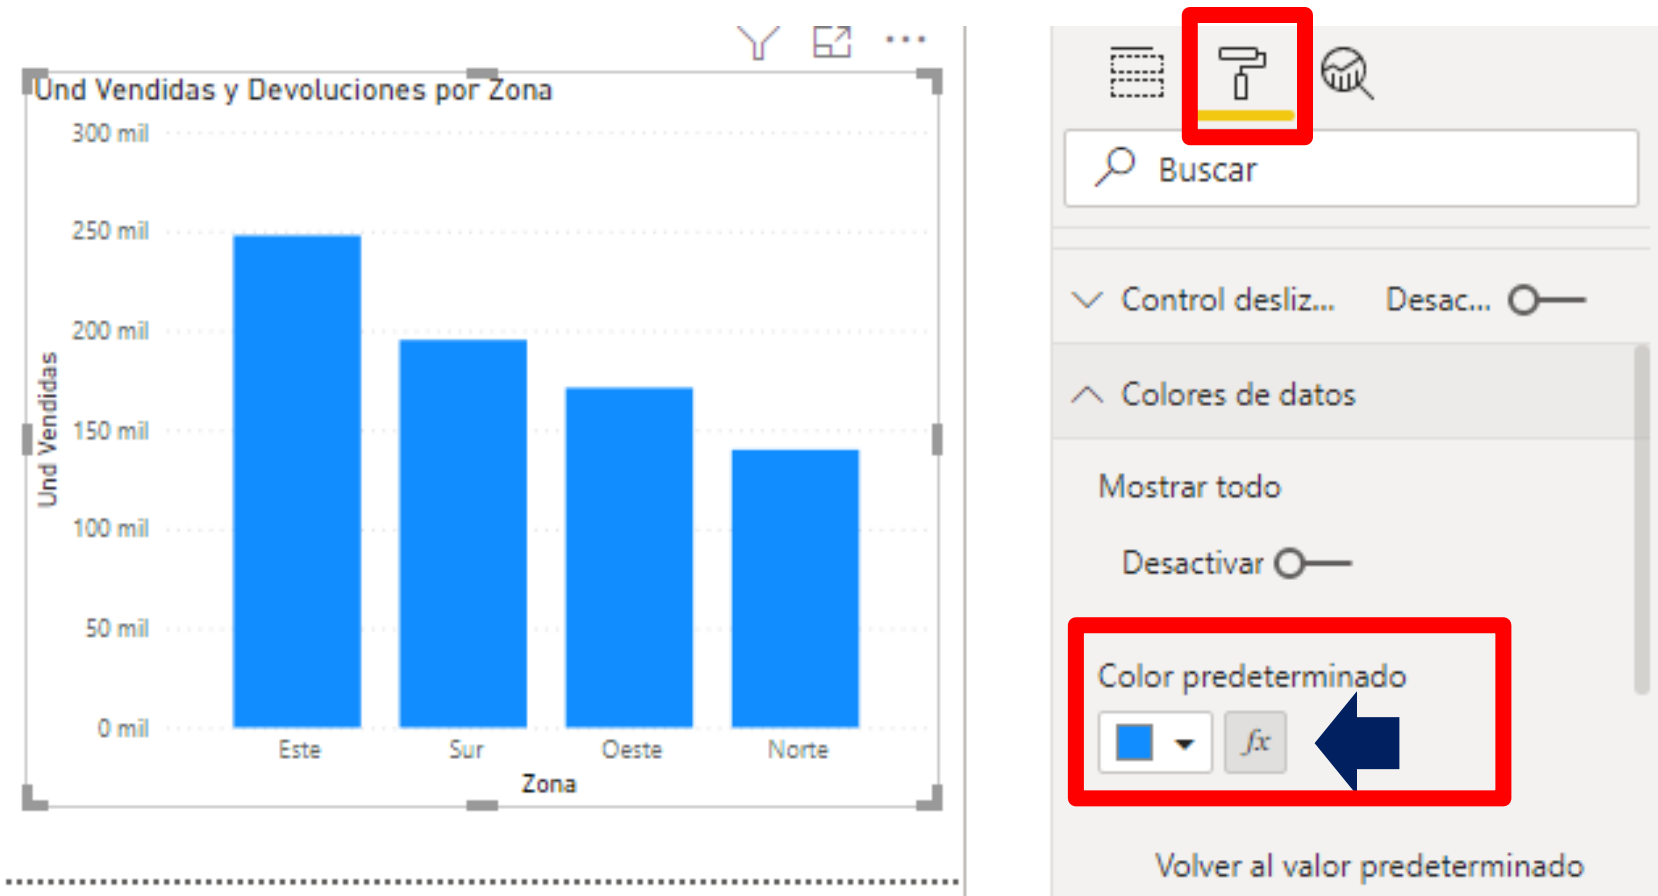 Und Vendidas y Devoluciones por Zona
300 mil
250 mil
200 mil
150 mil
100 mil
50 mil
0 mil
Und Vendidas
Este Sur Oeste Norte
Zona
Buscar
Control desliz... Desac...
Colores de datos
Mostrar todo
Desactivar
Color predeterminado
fx
Volver al valor predeterminado